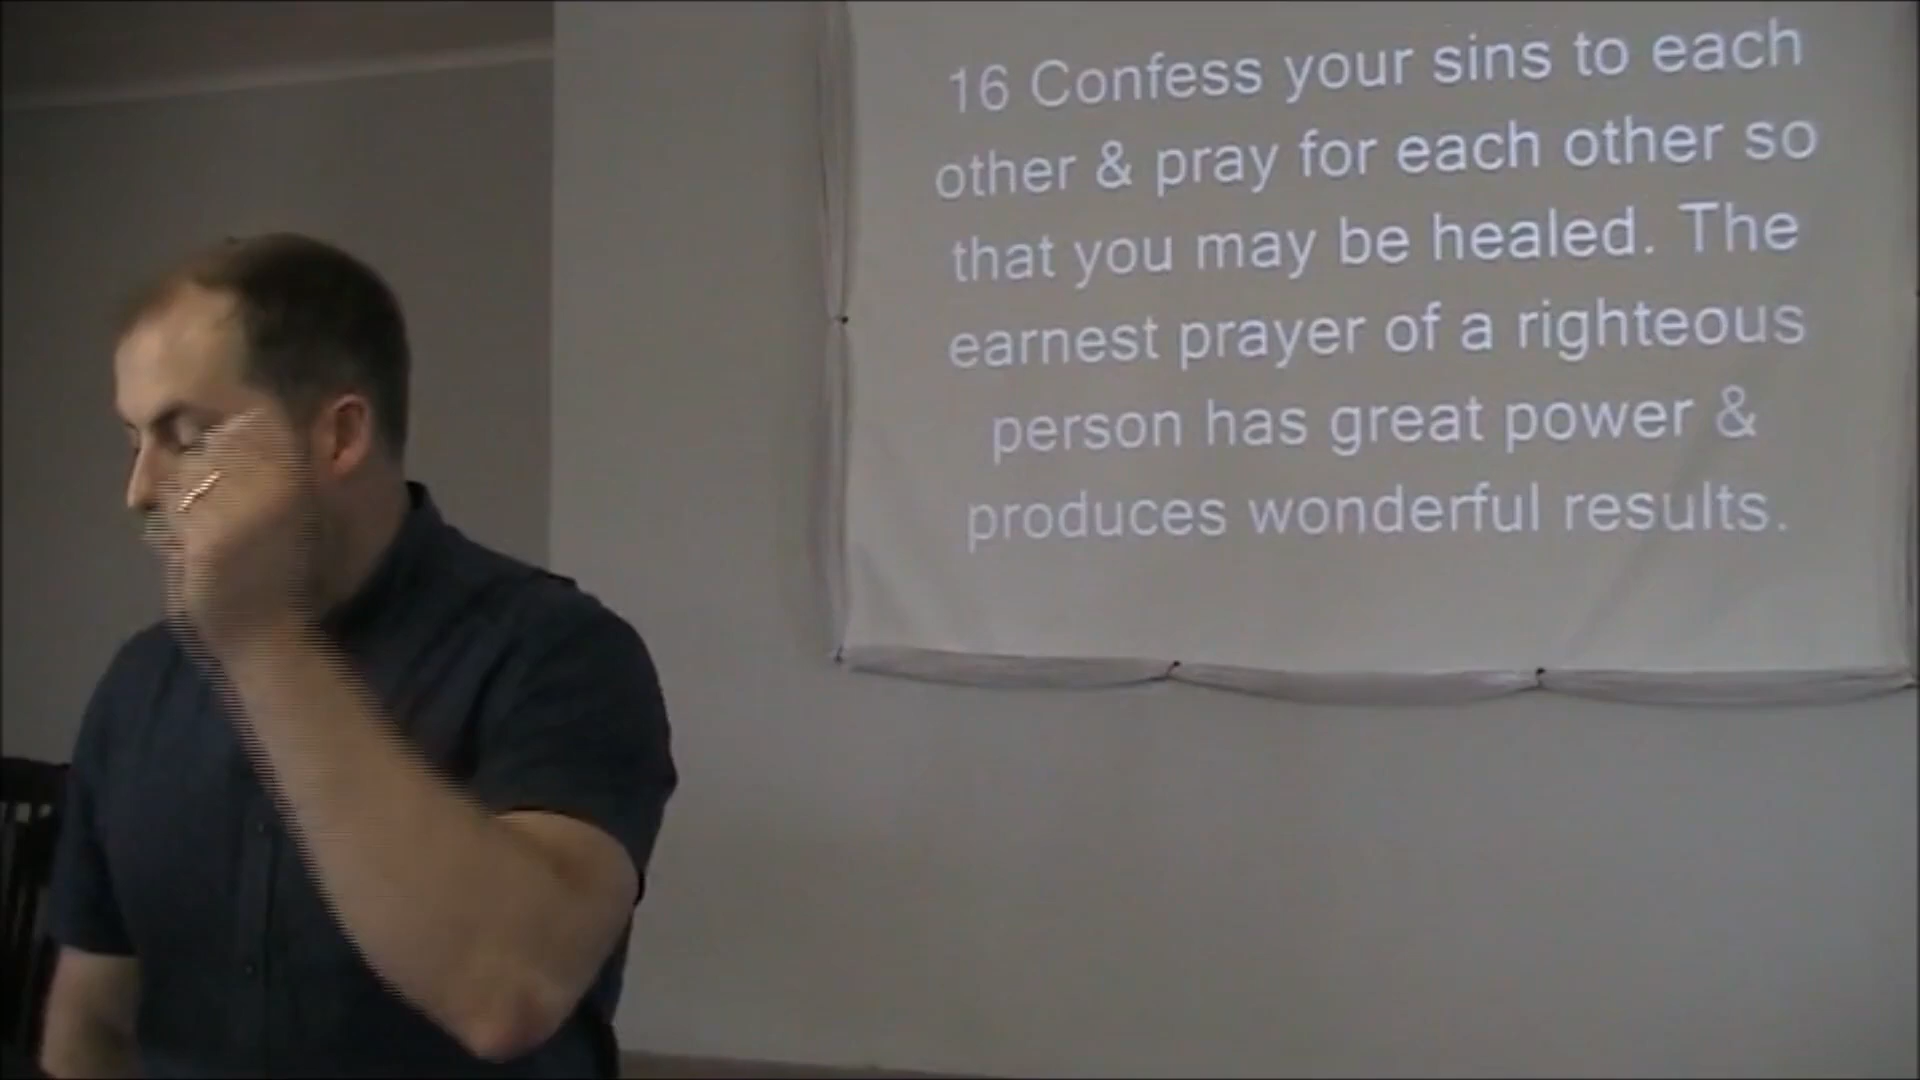 16 Confess your sins to each
other & pray for each other so
that you may be healed. The
earnest prayer of a righteous
person has great power &
produces wonderful results.